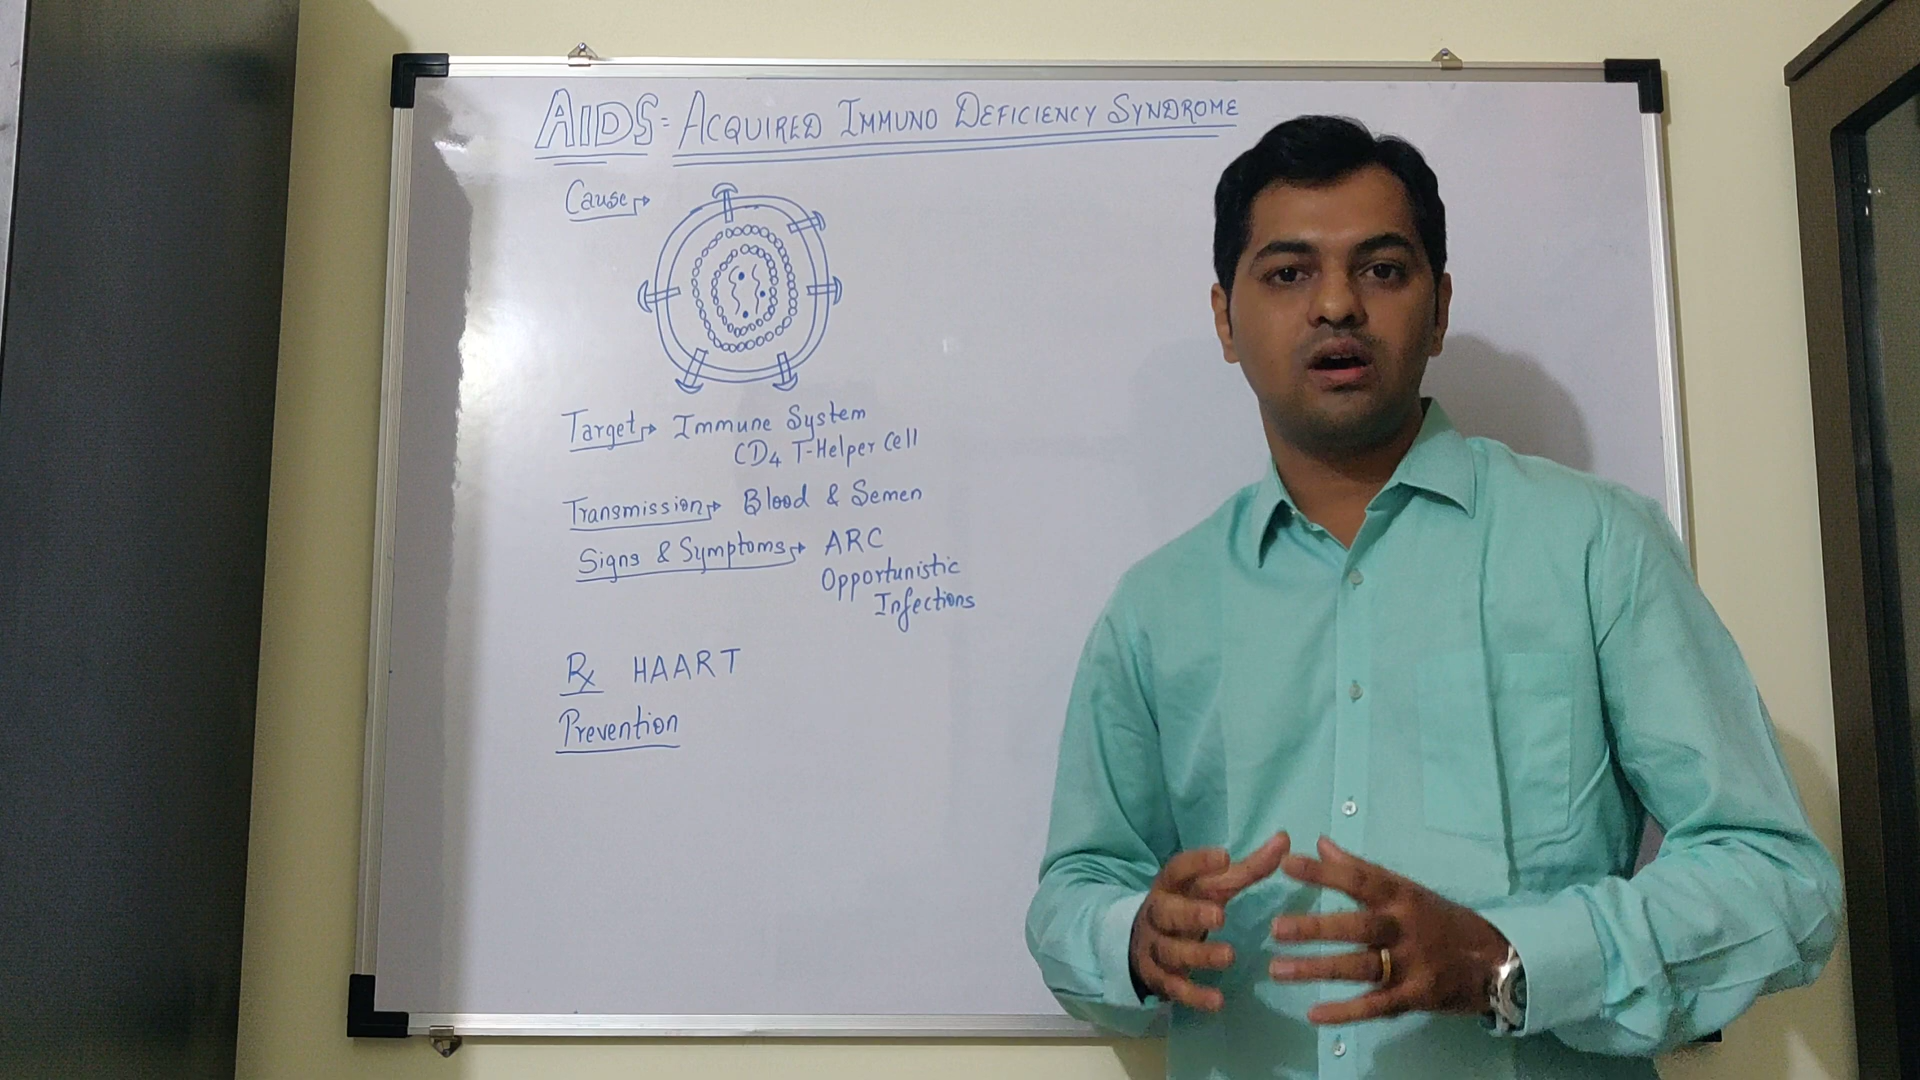 AIDS = ACQUIRED IMMUNO DEFICIENCY SYNDROME
Cause →
Target → Immune System
CD4 T-Helper Cell
Transmission → Blood & Semen
Signs & Symptoms → ARC
Opportunistic
Infections
Rx HAART
Prevention